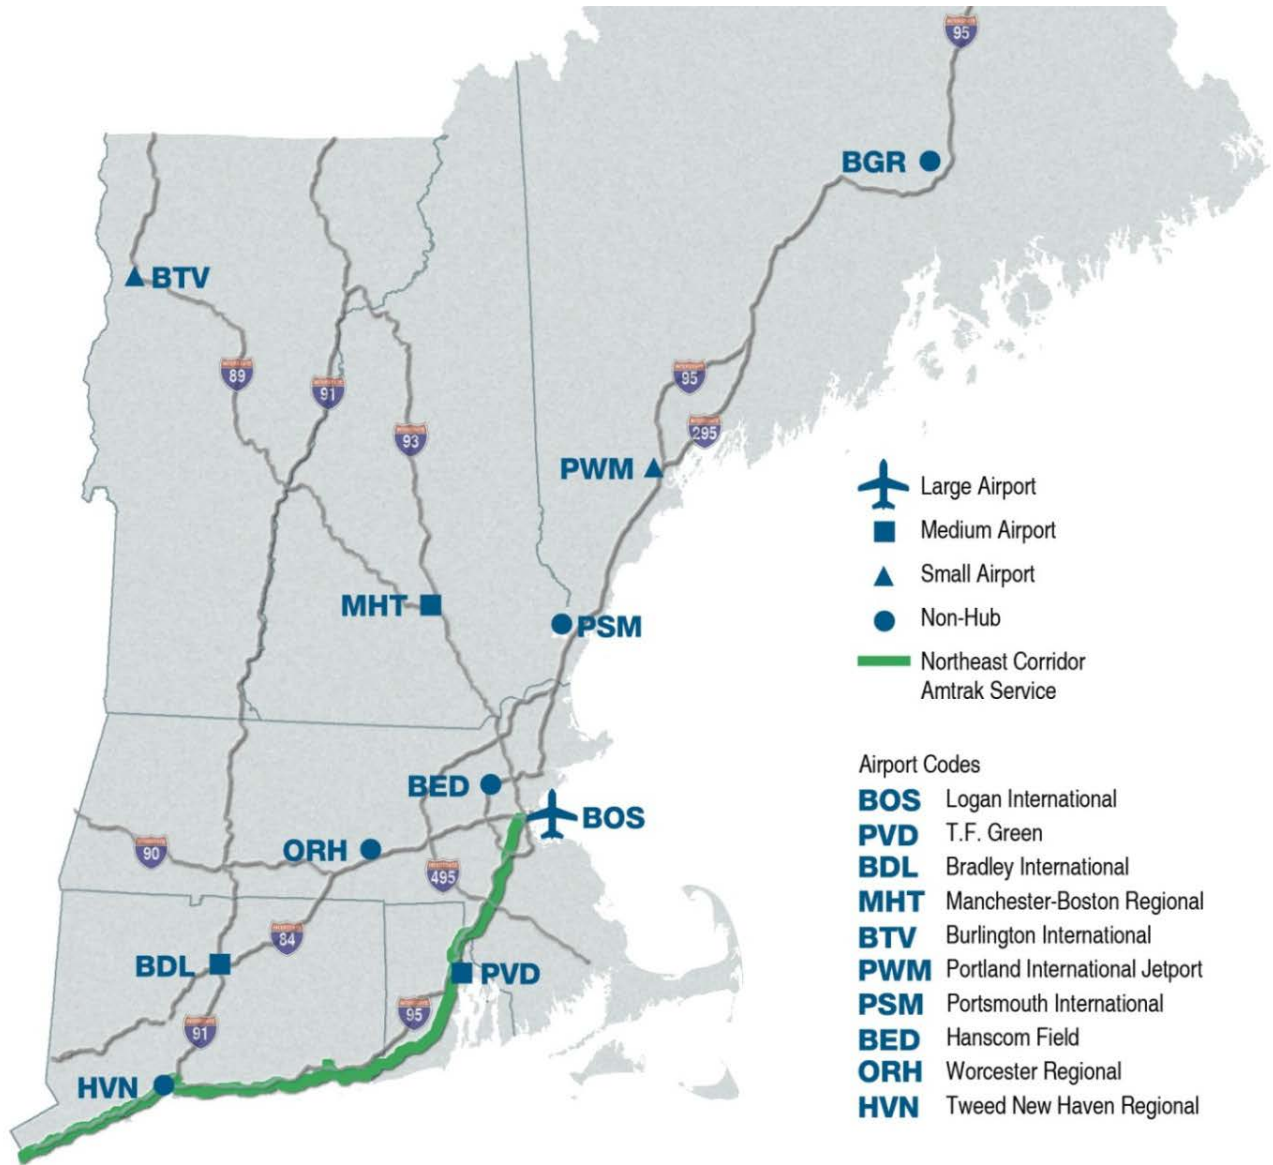 95
BGR
BTV
89
91
95
93
295
PWM
Large Airport
Medium Airport
Small Airport
MHT
PSM
Non-Hub
Northeast Corridor
Amtrak Service
BED
BOS
ORH
90
495
84
BDL
PVD
95
91
HVN
Airport Codes
BOS Logan International
PVD T.F. Green
BDL Bradley International
MHT Manchester-Boston Regional
BTV Burlington International
PWM Portland International Jetport
PSM Portsmouth International
BED Hanscom Field
ORH Worcester Regional
HVN Tweed New Haven Regional